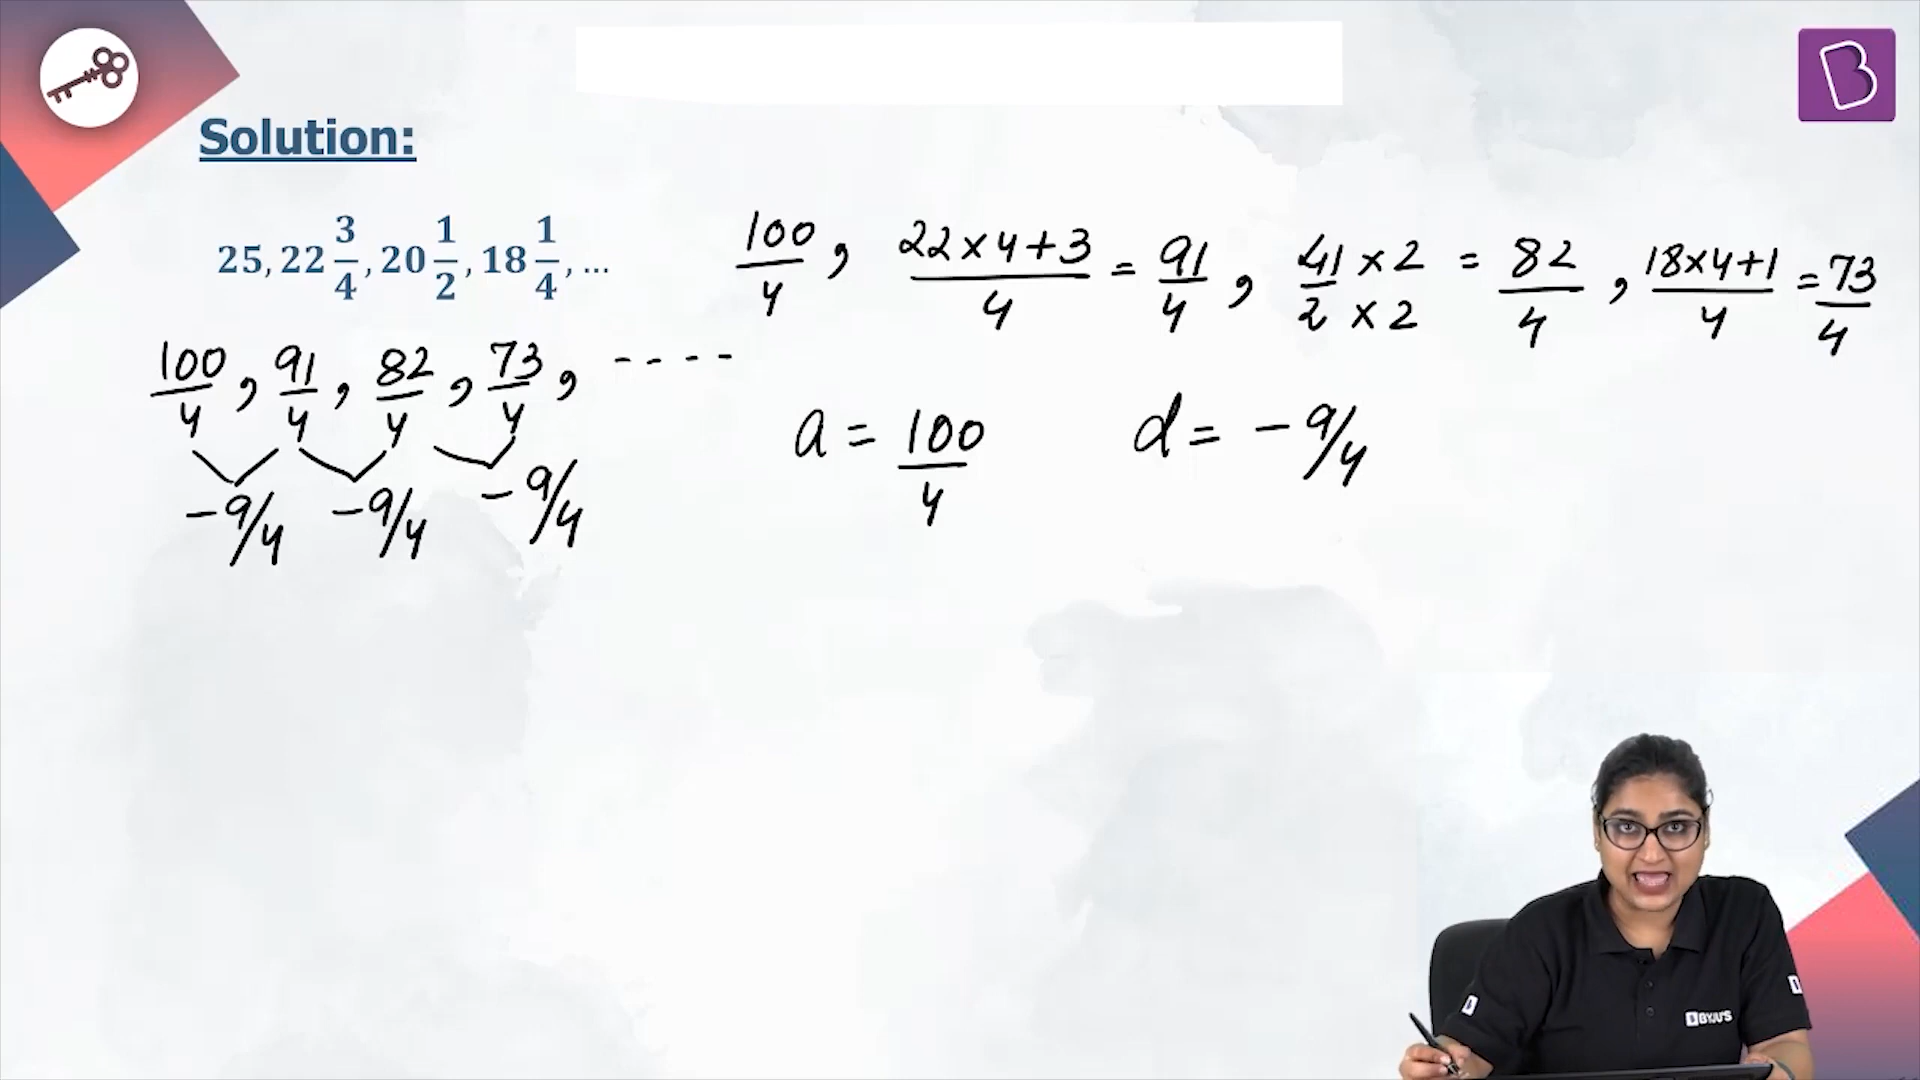 Solution:
25, 22 3/4, 20 1/2, 18 1/4, ...
100/4, (22×4+3)/4 = 91/4, 41×2/2×2 = 82/4, (18×4+1)/4 = 73/4
100/4, 91/4, 82/4, 73/4, ----
-9/4 -9/4 -9/4
a = 100/4 d = -9/4
BYJU'S